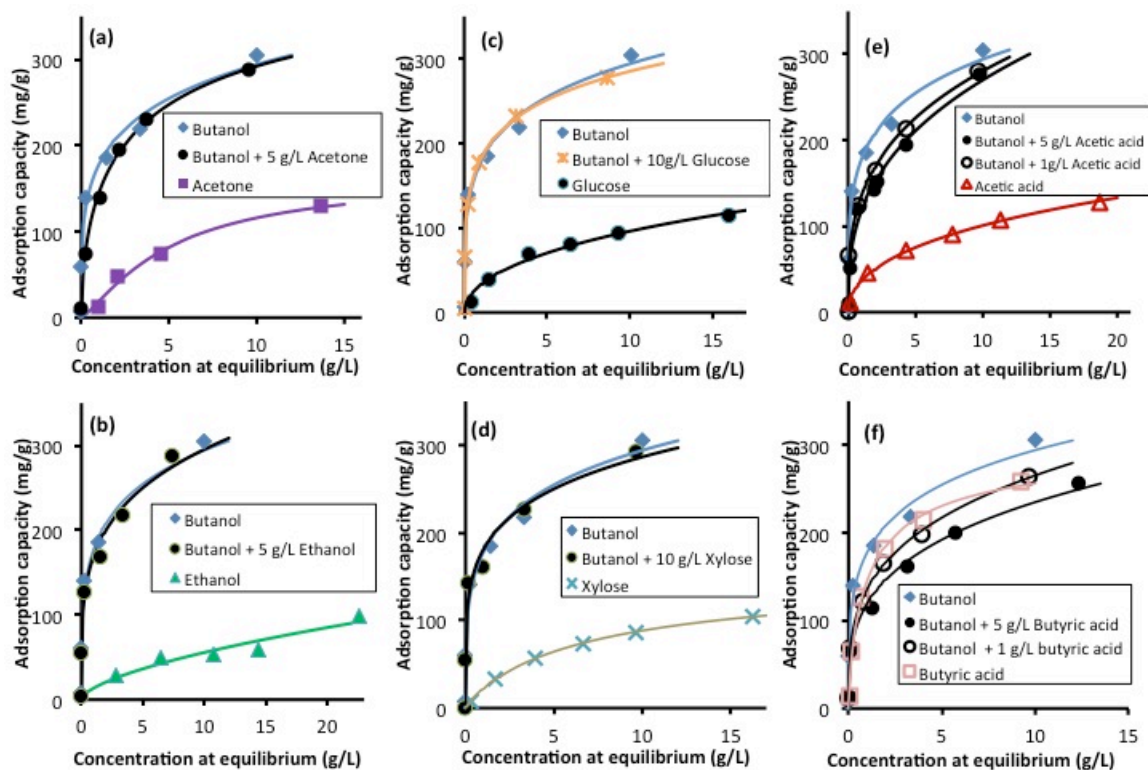 (a)
Adsorption capacity (mg/g)
300
200
100
0
Butanol
Butanol + 5 g/L Acetone
Acetone
0 5 10 15
Concentration at equilibrium (g/L)
(c)
Adsorption capacity (mg/g)
300
200
100
0
Butanol
Butanol + 10g/L Glucose
Glucose
0 5 10 15
Concentration at equilibrium (g/L)
(e)
Adsorption capacity (mg/g)
300
200
100
0
Butanol
Butanol + 5 g/L Acetic acid
Butanol + 1g/L Acetic acid
Acetic acid
0 5 10 15 20
Concentration at equilibrium (g/L)
(b)
Adsorption capacity (mg/g)
300
200
100
0
Butanol
Butanol + 5 g/L Ethanol
Ethanol
0 5 10 15 20
Concentration at equilibrium (g/L)
(d)
Adsorption capacity (mg/g)
300
200
100
0
Butanol
Butanol + 10 g/L Xylose
Xylose
0 5 10 15
Concentration at equilibrium (g/L)
(f)
Adsorption capacity (mg/g)
300
200
100
0
Butanol
Butanol + 5 g/L Butyric acid
Butanol + 1 g/L butyric acid
Butyric acid
0 5 10 15
Concentration at equilibrium (g/L)